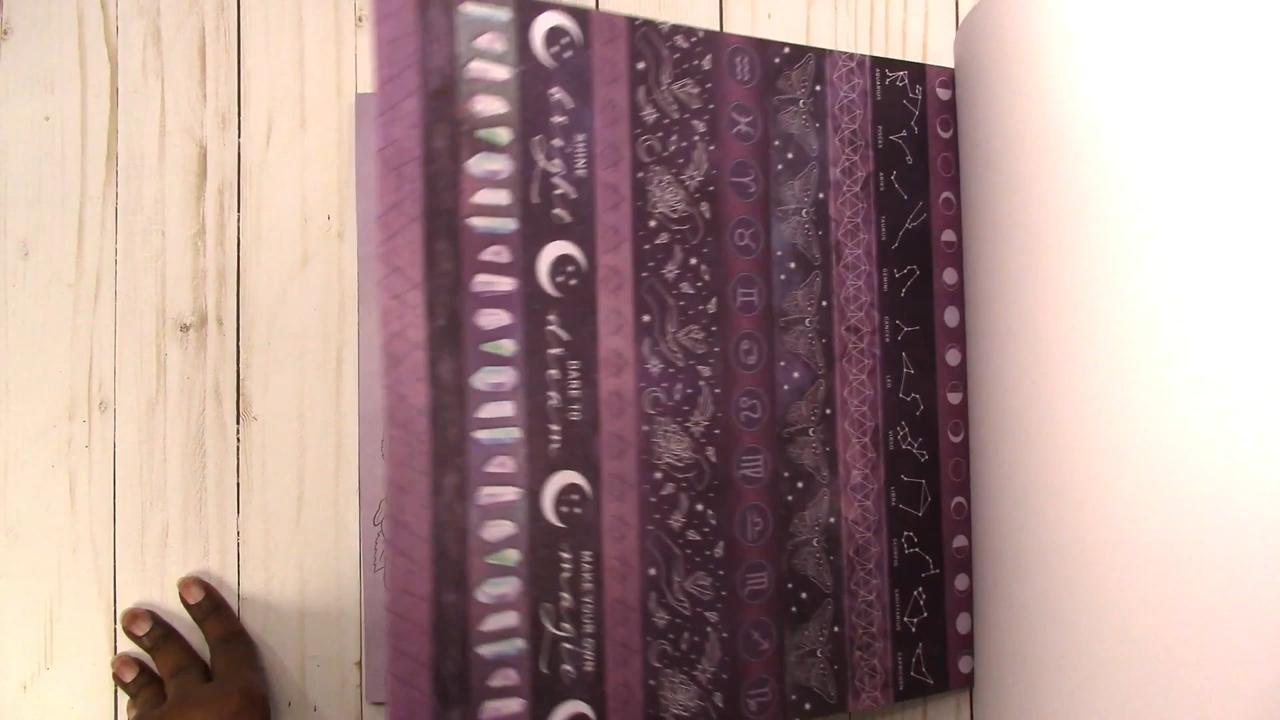 SHINE
bright
DARE TO
dream
MAKE YOUR OWN
magic
AQUARIUS
PISCES
ARIES
TAURUS
GEMINI
CANCER
LEO
VIRGO
LIBRA
SCORPIO
SAGITTARIUS
CAPRICORN